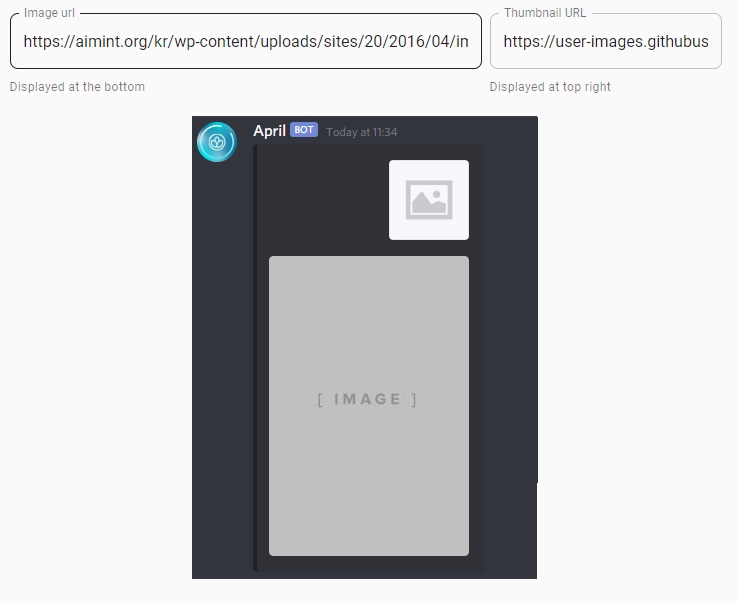 Image url
Thumbnail URL
https://aimint.org/kr/wp-content/uploads/sites/20/2016/04/in
https://user-images.githubus
Displayed at the bottom
Displayed at top right
April BOT Today at 11:34
[ IMAGE ]